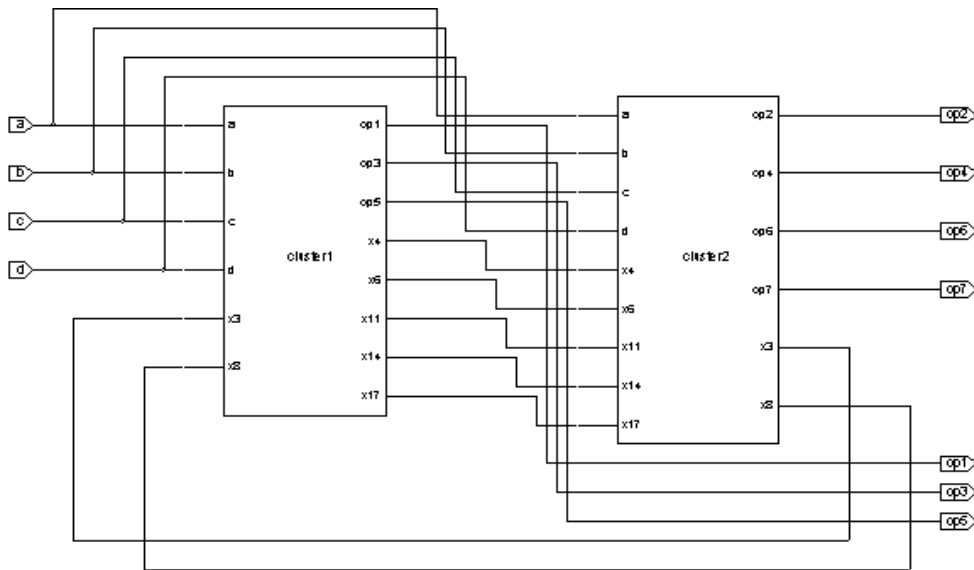 a
b
c
d
a
b
c
d
x3
x8
cluster1
op1
op3
op5
x4
x6
x11
x14
x17
a
b
c
d
x4
x6
x11
x14
x17
cluster2
op2
op4
op6
op7
x3
x8
op2
op4
op6
op7
op1
op3
op5